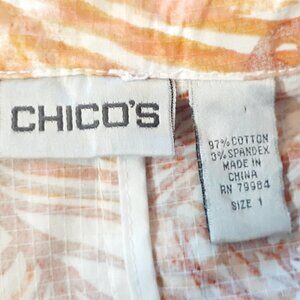 CHICO'S
97% COTTON
3% SPANDEX
MADE IN
CHINA
RN 79984
SIZE 1